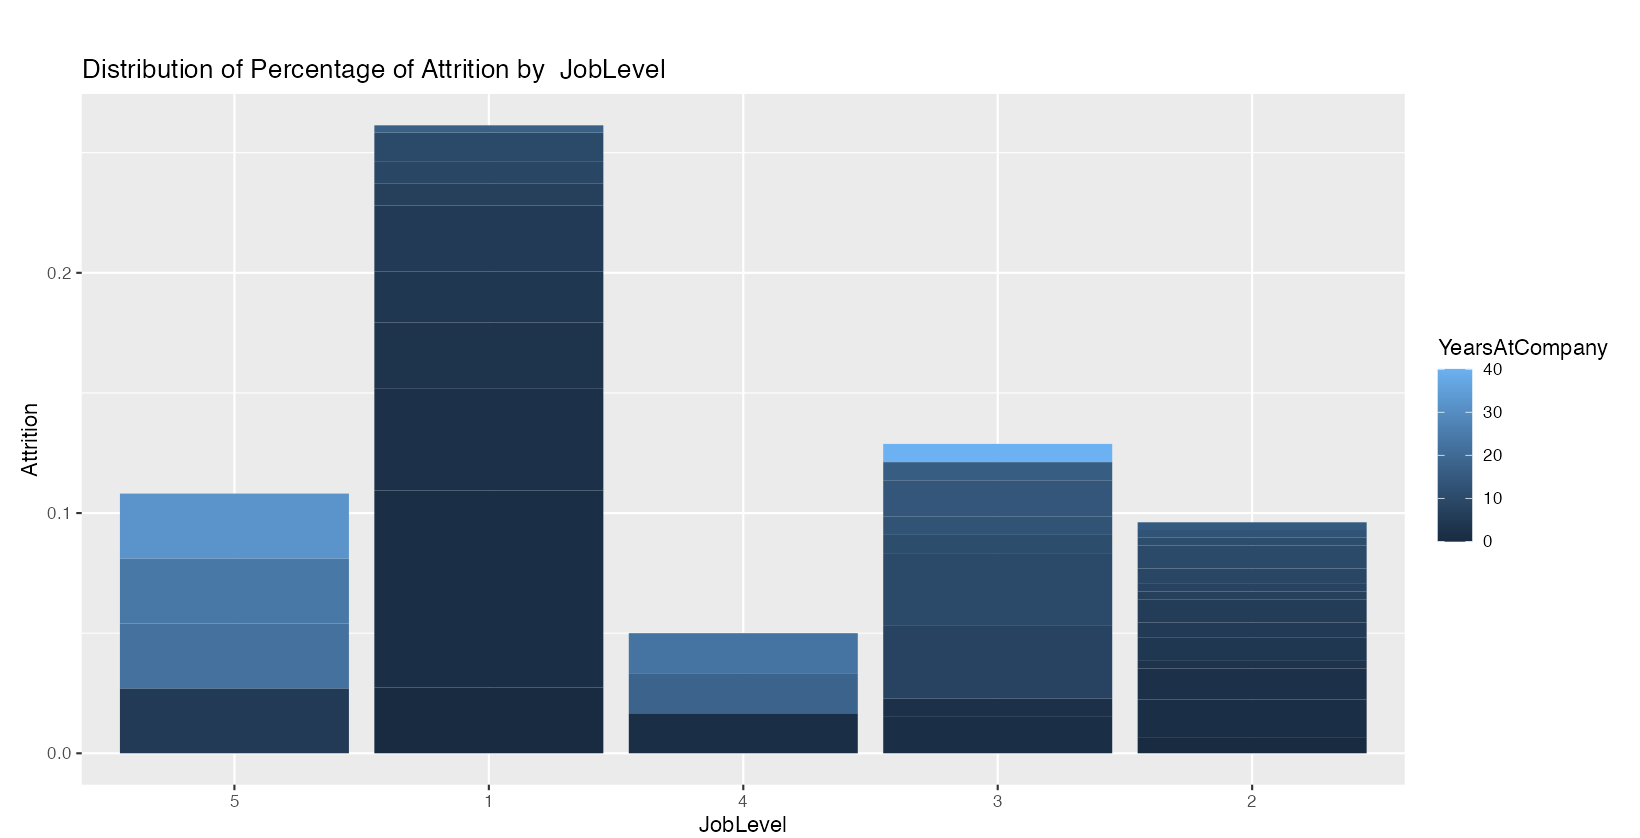 Distribution of Percentage of Attrition by  JobLevel
Attrition
0.2
0.1
0.0
5 1 4 3 2
JobLevel
YearsAtCompany
40
30
20
10
0